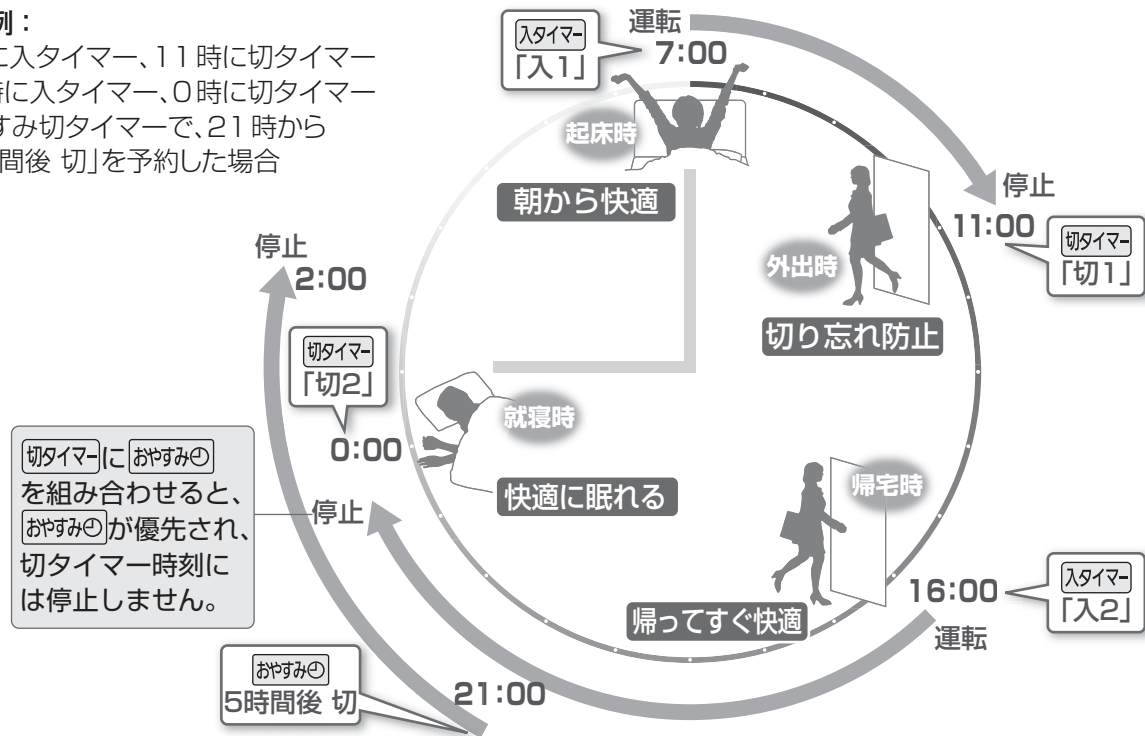 例：
に入タイマー、11時に切タイマー
時に入タイマー、0時に切タイマー
すみ切タイマーで、21時から
間後 切」を予約した場合
入タイマー
「入1」
運転
7:00
起床時
朝から快適
停止
11:00
切タイマー
「切1」
外出時
切り忘れ防止
停止
2:00
切タイマー
「切2」
0:00
就寝時
快適に眠れる
切タイマーにおやすみ
を組み合わせると、
おやすみが優先され、
切タイマー時刻に
は停止しません。
停止
帰宅時
帰ってすぐ快適
16:00
運転
入タイマー
「入2」
おやすみ
5時間後 切
21:00